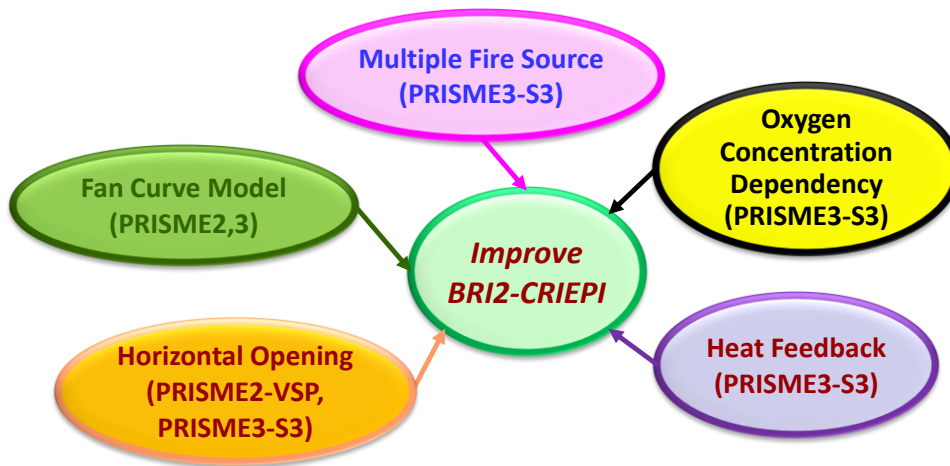 Multiple Fire Source
(PRISME3-S3)
Oxygen
Concentration
Dependency
(PRISME3-S3)
Fan Curve Model
(PRISME2,3)
Improve
BRI2-CRIEPI
Horizontal Opening
(PRISME2-VSP,
PRISME3-S3)
Heat Feedback
(PRISME3-S3)